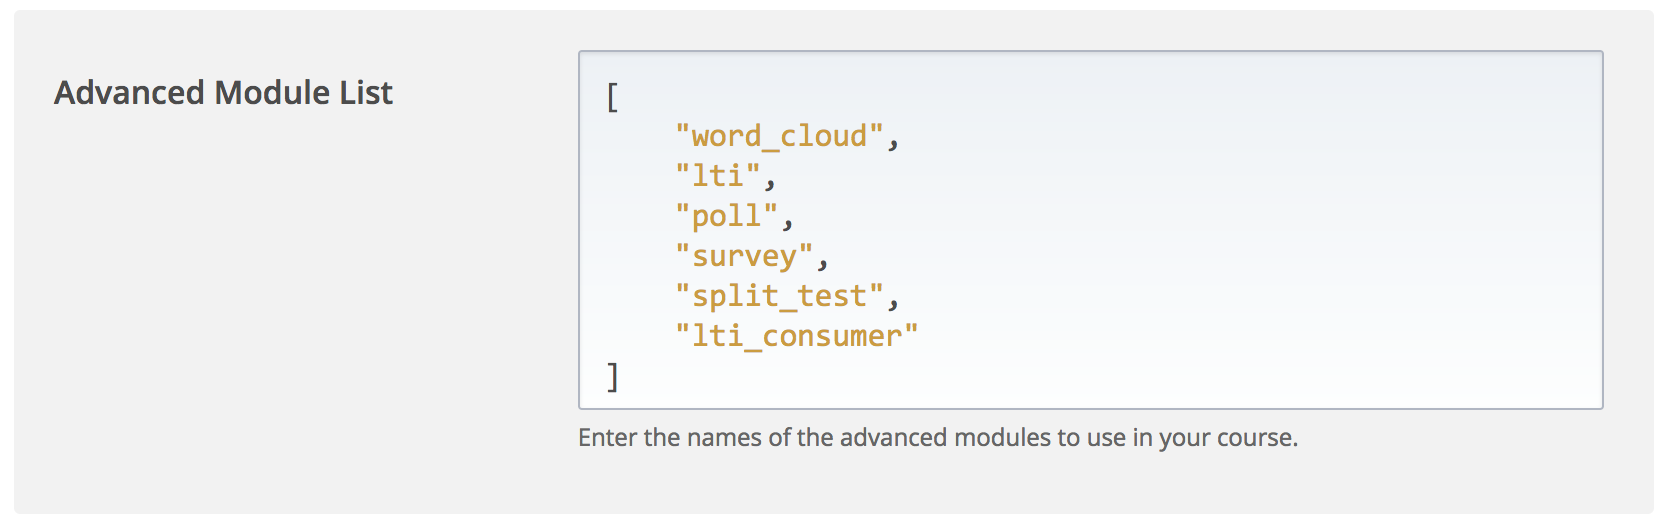 Advanced Module List
[
"word_cloud",
"lti",
"poll",
"survey",
"split_test",
"lti_consumer"
]
Enter the names of the advanced modules to use in your course.